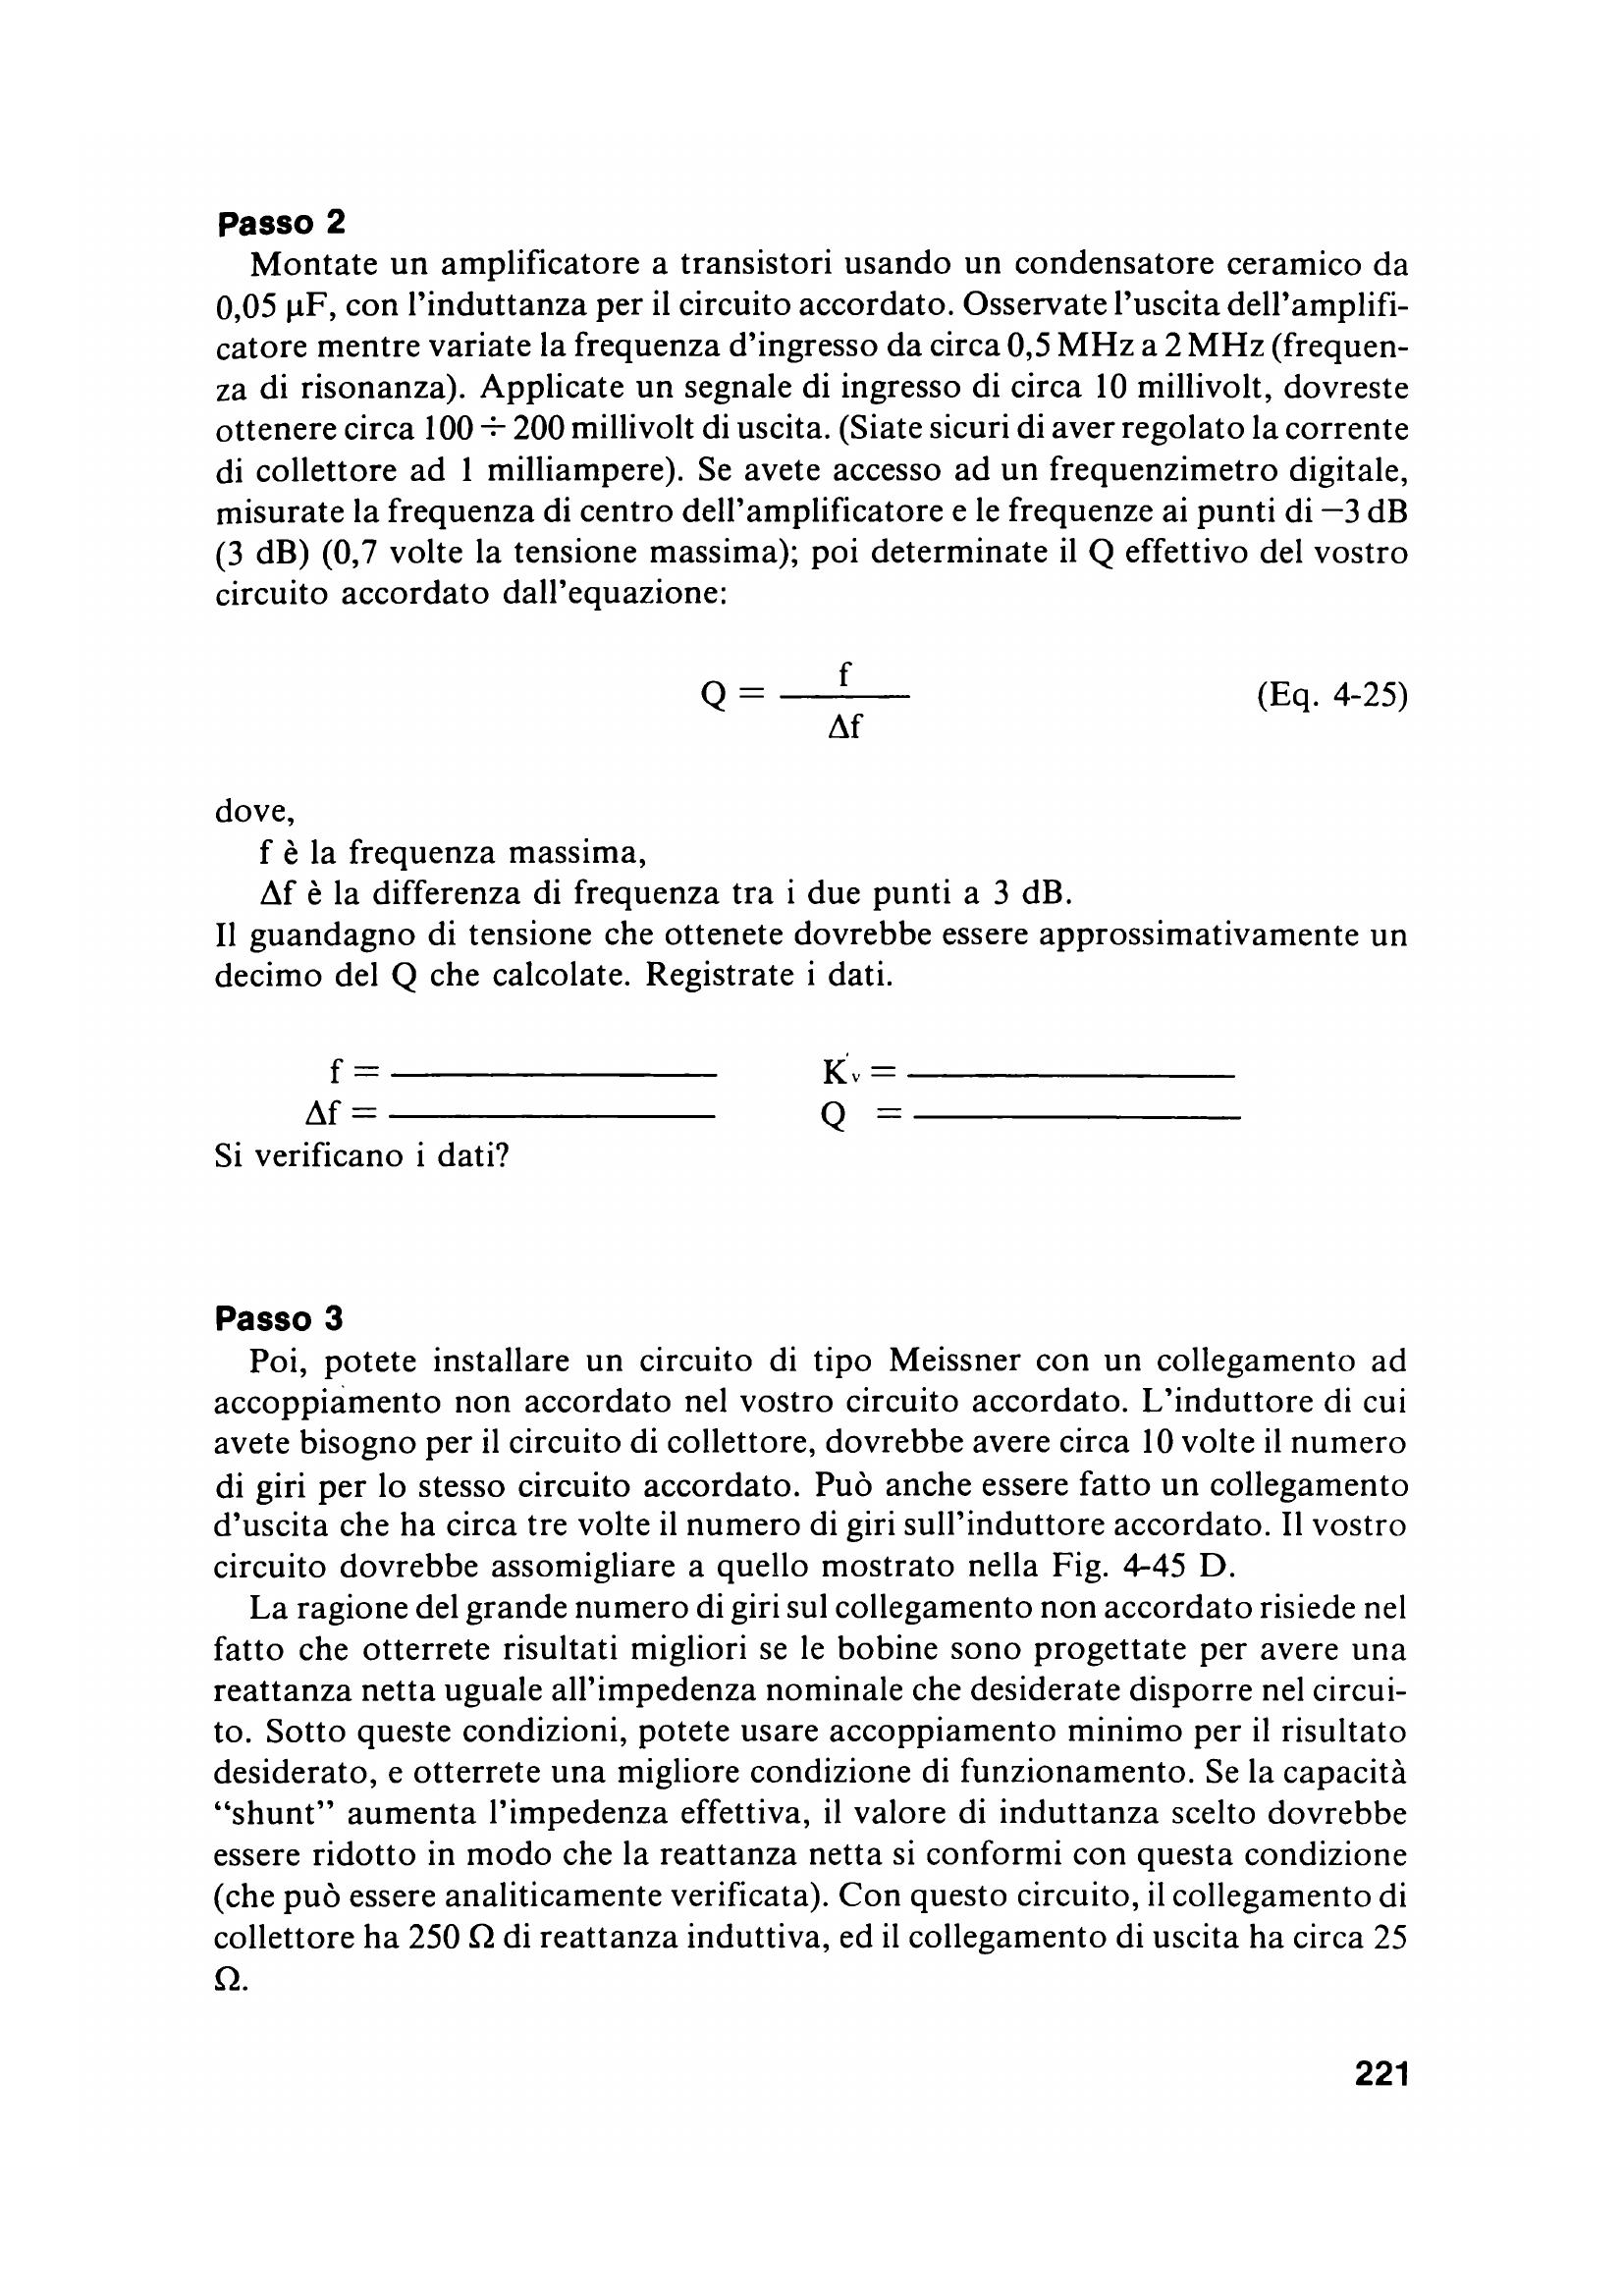 Passo 2
Montate un amplificatore a transistori usando un condensatore ceramico da
0,05 µF, con l'induttanza per il circuito accordato. Osservate l'uscita dell'amplifi-
catore mentre variate la frequenza d'ingresso da circa 0,5 MHz a 2 MHz (frequen-
za di risonanza). Applicate un segnale di ingresso di circa 10 millivolt, dovreste
ottenere circa 100 ÷ 200 millivolt di uscita. (Siate sicuri di aver regolato la corrente
di collettore ad 1 milliampere). Se avete accesso ad un frequenzimetro digitale,
misurate la frequenza di centro dell'amplificatore e le frequenze ai punti di −3 dB
(3 dB) (0,7 volte la tensione massima); poi determinate il Q effettivo del vostro
circuito accordato dall'equazione:
Q = f / Δf (Eq. 4-25)
dove,
f è la frequenza massima,
Δf è la differenza di frequenza tra i due punti a 3 dB.
Il guandagno di tensione che ottenete dovrebbe essere approssimativamente un
decimo del Q che calcolate. Registrate i dati.
f = ____________ K'v = ____________
Δf = ____________ Q = ____________
Si verificano i dati?
Passo 3
Poi, potete installare un circuito di tipo Meissner con un collegamento ad
accoppiamento non accordato nel vostro circuito accordato. L'induttore di cui
avete bisogno per il circuito di collettore, dovrebbe avere circa 10 volte il numero
di giri per lo stesso circuito accordato. Può anche essere fatto un collegamento
d'uscita che ha circa tre volte il numero di giri sull'induttore accordato. Il vostro
circuito dovrebbe assomigliare a quello mostrato nella Fig. 4-45 D.
La ragione del grande numero di giri sul collegamento non accordato risiede nel
fatto che otterrete risultati migliori se le bobine sono progettate per avere una
reattanza netta uguale all'impedenza nominale che desiderate disporre nel circui-
to. Sotto queste condizioni, potete usare accoppiamento minimo per il risultato
desiderato, e otterrete una migliore condizione di funzionamento. Se la capacità
“shunt” aumenta l'impedenza effettiva, il valore di induttanza scelto dovrebbe
essere ridotto in modo che la reattanza netta si conformi con questa condizione
(che può essere analiticamente verificata). Con questo circuito, il collegamento di
collettore ha 250 Ω di reattanza induttiva, ed il collegamento di uscita ha circa 25
Ω.
221